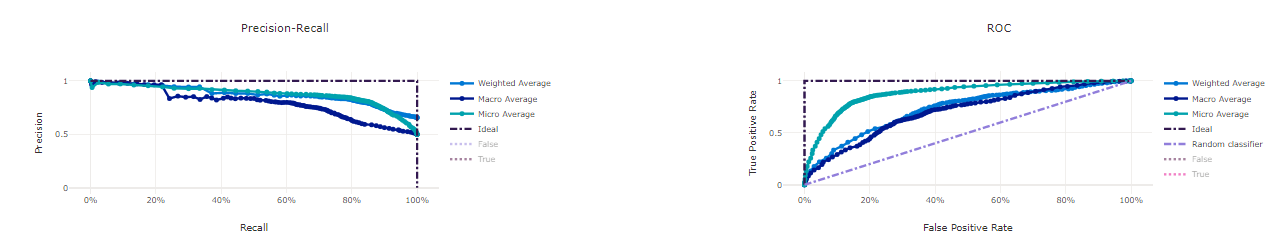 Precision-Recall
1
0.5
0
Precision
0%
20%
40%
60%
80%
100%
Recall
Weighted Average
Macro Average
Micro Average
Ideal
False
True
ROC
1
0.5
0
True Positive Rate
0%
20%
40%
60%
80%
100%
False Positive Rate
Weighted Average
Macro Average
Micro Average
Ideal
Random classifier
False
True